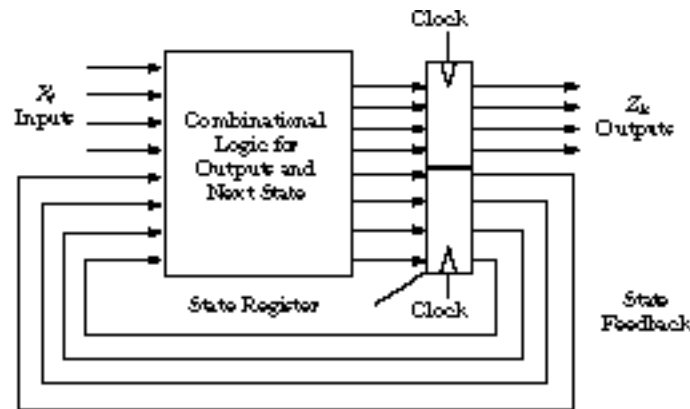 Clock
Xi
Inputs
Combinational
Logic for
Outputs and
Next State
Zk
Outputs
State Register
Clock
State
Feedback